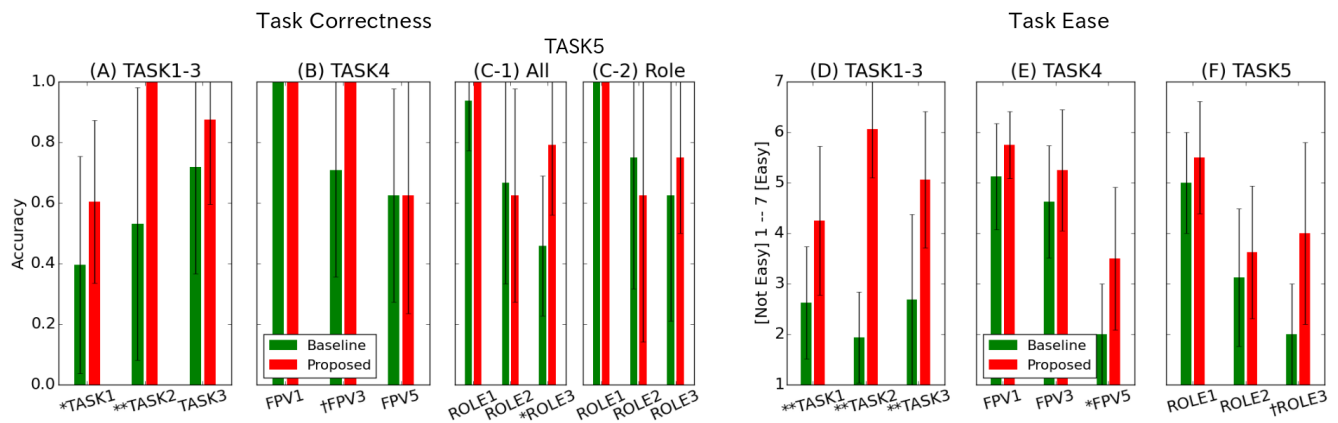 Task Correctness
Task Ease
TASK5
(A) TASK1-3
(B) TASK4
(C-1) All
(C-2) Role
(D) TASK1-3
(E) TASK4
(F) TASK5
Accuracy
1.0
0.8
0.6
0.4
0.2
0.0
*TASK1
**TASK2
TASK3
Baseline
Proposed
FPV1
†FPV3
FPV5
ROLE1
ROLE2
*ROLE3
ROLE1
ROLE2
ROLE3
[Not Easy] 1 -- 7 [Easy]
7
6
5
4
3
2
1
**TASK1
**TASK2
**TASK3
Baseline
Proposed
FPV1
FPV3
*FPV5
ROLE1
ROLE2
†ROLE3